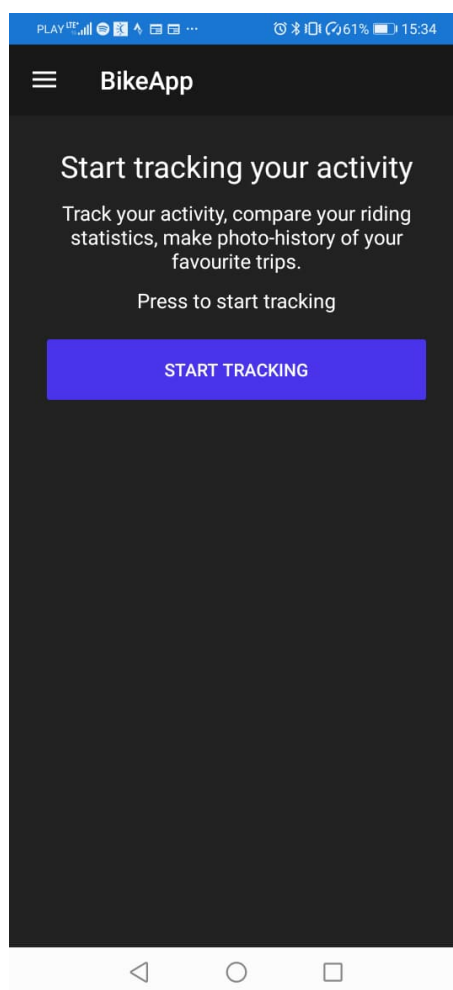 PLAY LTE+ 61% 15:34
BikeApp
Start tracking your activity
Track your activity, compare your riding
statistics, make photo-history of your
favourite trips.
Press to start tracking
START TRACKING